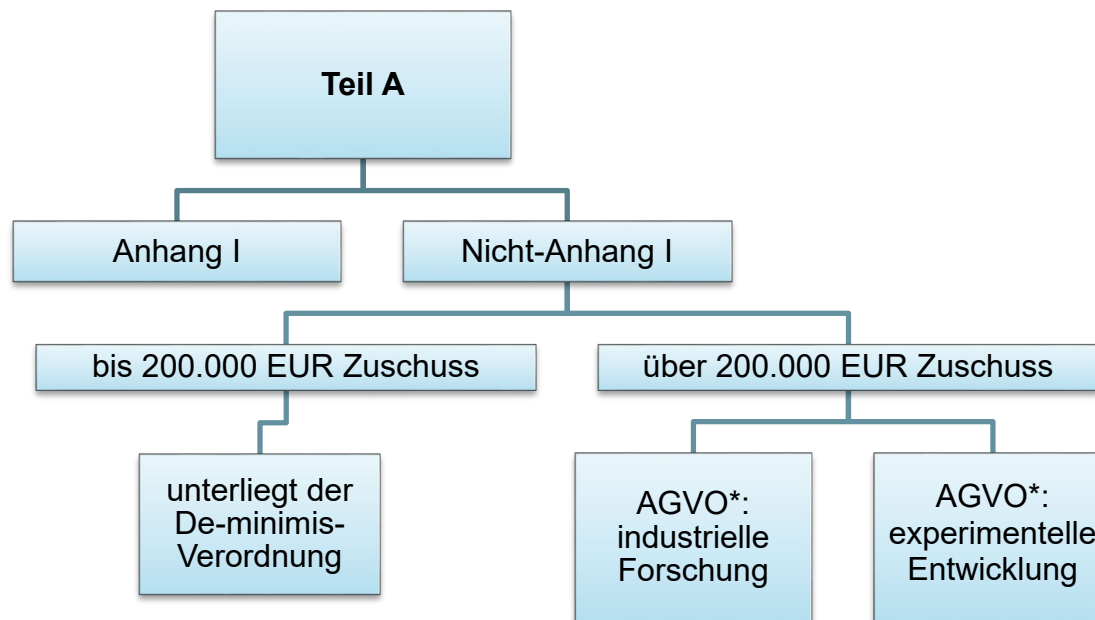 Teil A
Anhang I
Nicht-Anhang I
bis 200.000 EUR Zuschuss
über 200.000 EUR Zuschuss
unterliegt der
De-minimis-
Verordnung
AGVO*:
industrielle
Forschung
AGVO*:
experimentelle
Entwicklung